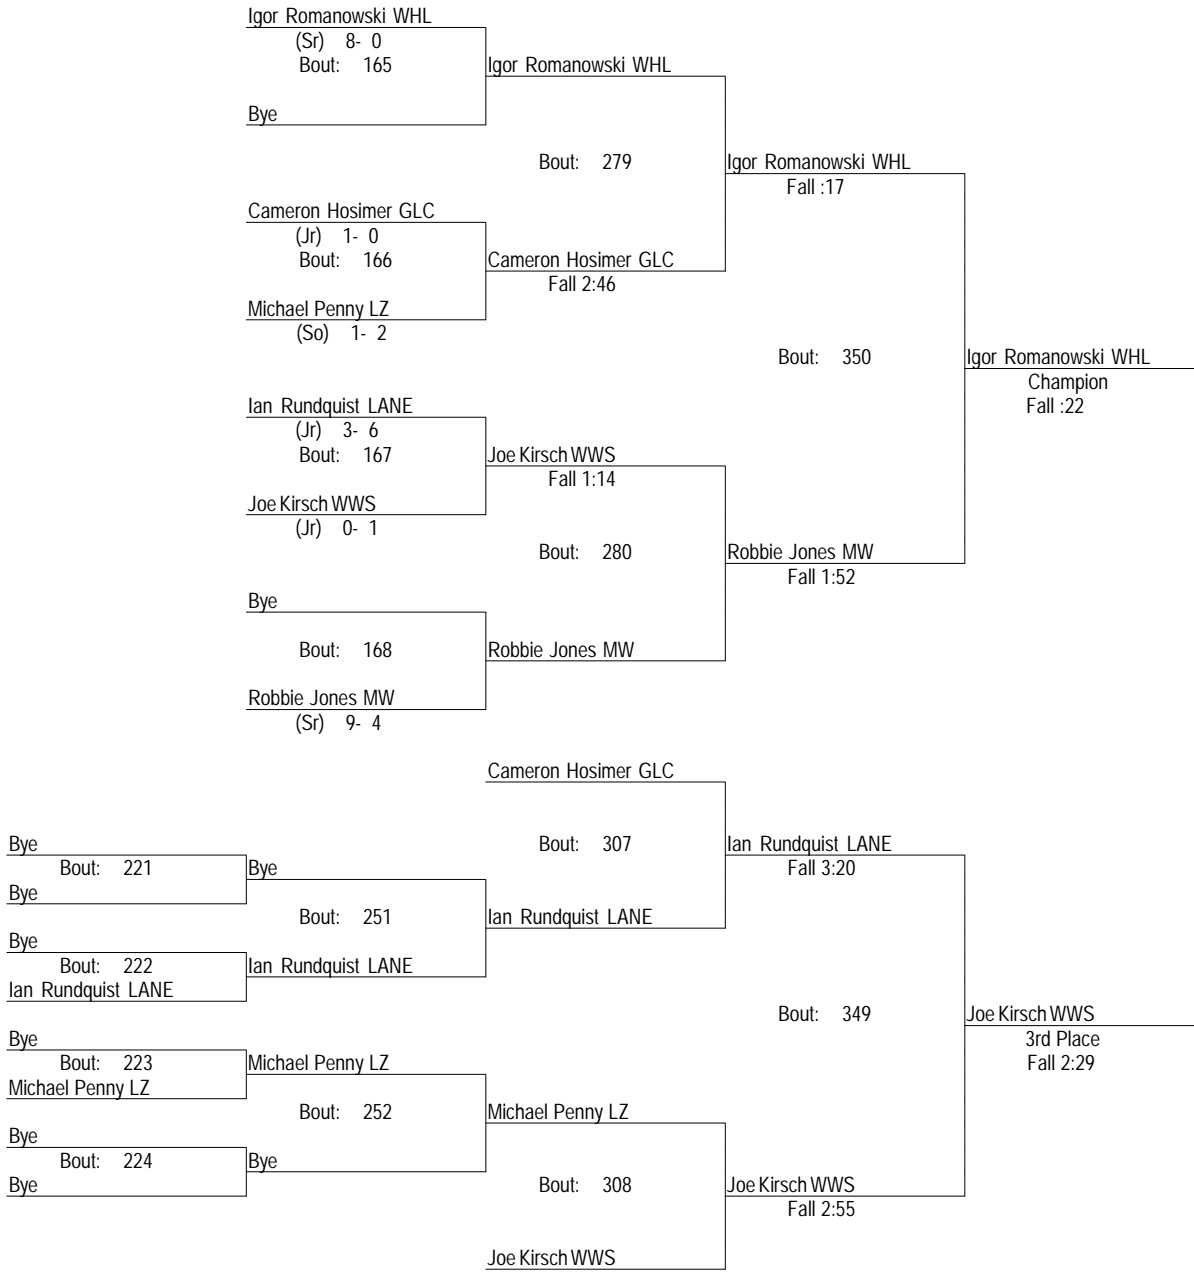 Igor Romanowski WHL
(Sr) 8- 0
Bout: 165
Igor Romanowski WHL
Bye
Bout: 279
Igor Romanowski WHL
Fall :17
Cameron Hosimer GLC
(Jr) 1- 0
Bout: 166
Cameron Hosimer GLC
Fall 2:46
Michael Penny LZ
(So) 1- 2
Bout: 350
Igor Romanowski WHL
Champion
Fall :22
Ian Rundquist LANE
(Jr) 3- 6
Bout: 167
Joe Kirsch WWS
Fall 1:14
Joe Kirsch WWS
(Jr) 0- 1
Bout: 280
Robbie Jones MW
Fall 1:52
Bye
Bout: 168
Robbie Jones MW
Robbie Jones MW
(Sr) 9- 4
Cameron Hosimer GLC
Bout: 307
Ian Rundquist LANE
Fall 3:20
Bye
Bout: 221
Bye
Bye
Bout: 251
Ian Rundquist LANE
Bye
Bout: 222
Ian Rundquist LANE
Ian Rundquist LANE
Bout: 349
Joe Kirsch WWS
3rd Place
Fall 2:29
Bye
Bout: 223
Michael Penny LZ
Michael Penny LZ
Bout: 252
Michael Penny LZ
Bye
Bout: 224
Bye
Bye
Bout: 308
Joe Kirsch WWS
Fall 2:55
Joe Kirsch WWS